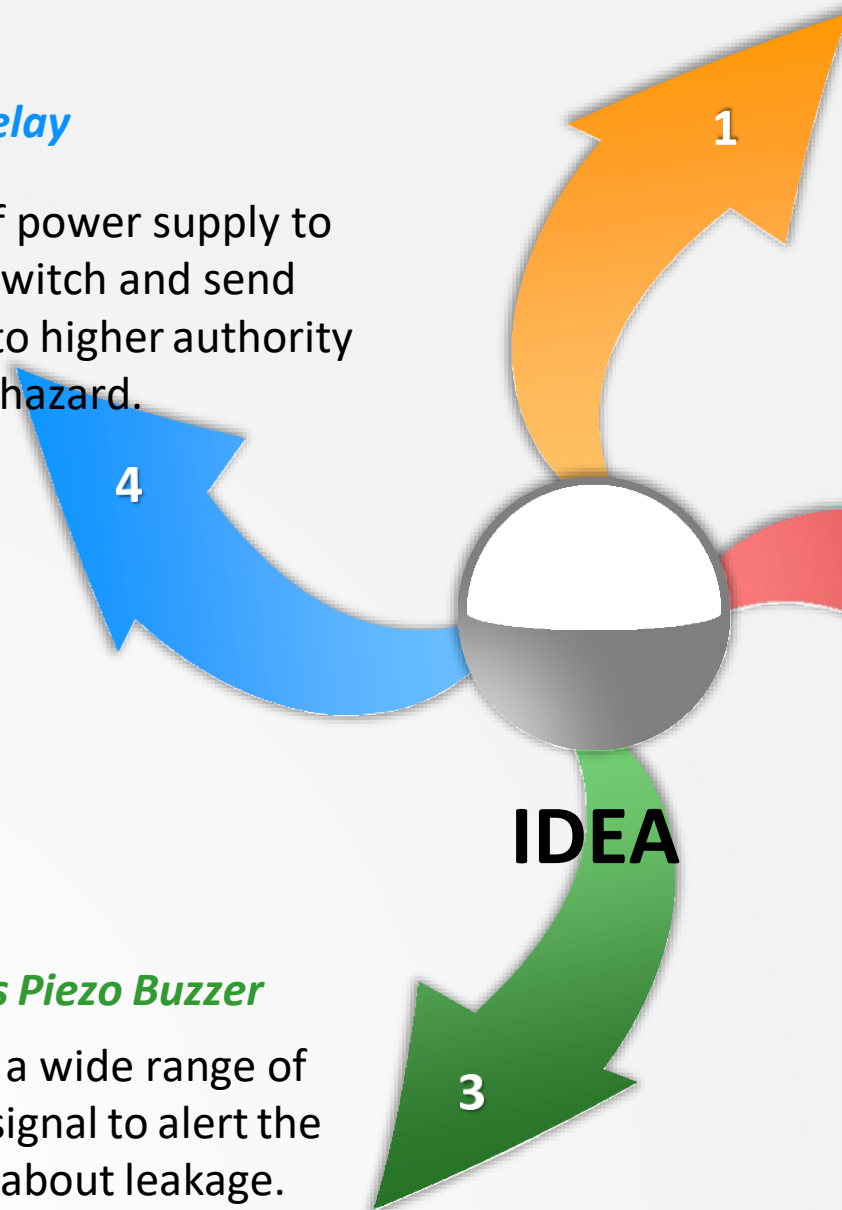 1
elay
f power supply to
witch and send
to higher authority
hazard.
4
IDEA
s Piezo Buzzer
a wide range of
signal to alert the
about leakage.
3